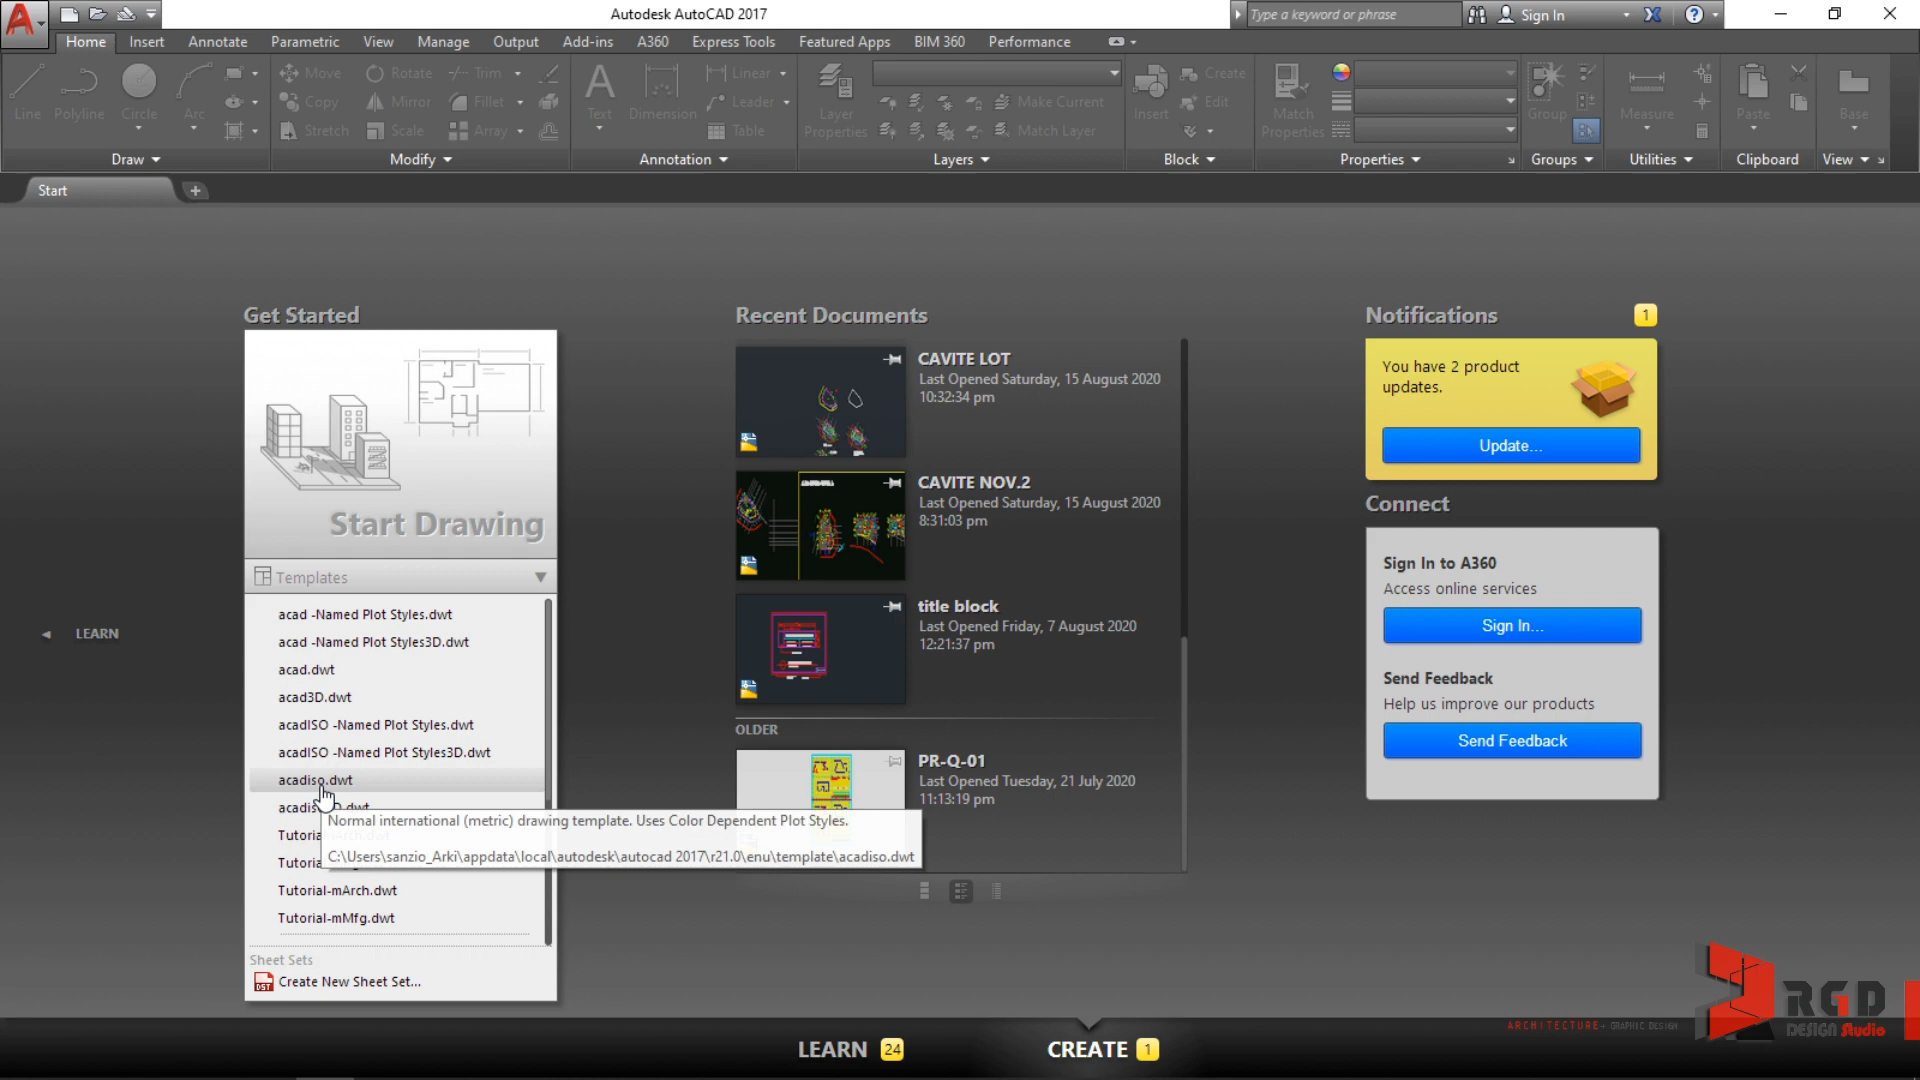 Autodesk AutoCAD 2017
Type a keyword or phrase
Sign In
Home Insert Annotate Parametric View Manage Output Add-ins A360 Express Tools Featured Apps BIM 360 Performance
Line Polyline Circle Arc
Move Rotate Trim
Copy Mirror Fillet
Stretch Scale Array
Text Dimension
Linear
Leader
Table
Layer Properties
Make Current
Match Layer
Insert
Create
Edit
Match Properties
Group
Measure
Paste
Base
Draw Modify Annotation Layers Block Properties Groups Utilities Clipboard View
Start
Get Started
Start Drawing
Templates
acad -Named Plot Styles.dwt
acad -Named Plot Styles3D.dwt
acad.dwt
acad3D.dwt
acadISO -Named Plot Styles.dwt
acadISO -Named Plot Styles3D.dwt
acadiso.dwt
Normal international (metric) drawing template. Uses Color Dependent Plot Styles.
C:\Users\sanzio_Arki\appdata\local\autodesk\autocad 2017\r21.0\enu\template\acadiso.dwt
Tutorial-mArch.dwt
Tutorial-mMfg.dwt
Sheet Sets
DST
Create New Sheet Set...
LEARN
Recent Documents
CAVITE LOT
Last Opened Saturday, 15 August 2020
10:32:34 pm
CAVITE NOV.2
Last Opened Saturday, 15 August 2020
8:31:03 pm
title block
Last Opened Friday, 7 August 2020
12:21:37 pm
OLDER
PR-Q-01
Last Opened Tuesday, 21 July 2020
11:13:19 pm
Notifications 1
You have 2 product
updates.
Update...
Connect
Sign In to A360
Access online services
Sign In...
Send Feedback
Help us improve our products
Send Feedback
LEARN 24
CREATE 1
RGD
DESIGN Studio
ARCHITECTURE+ GRAPHIC DESIGN